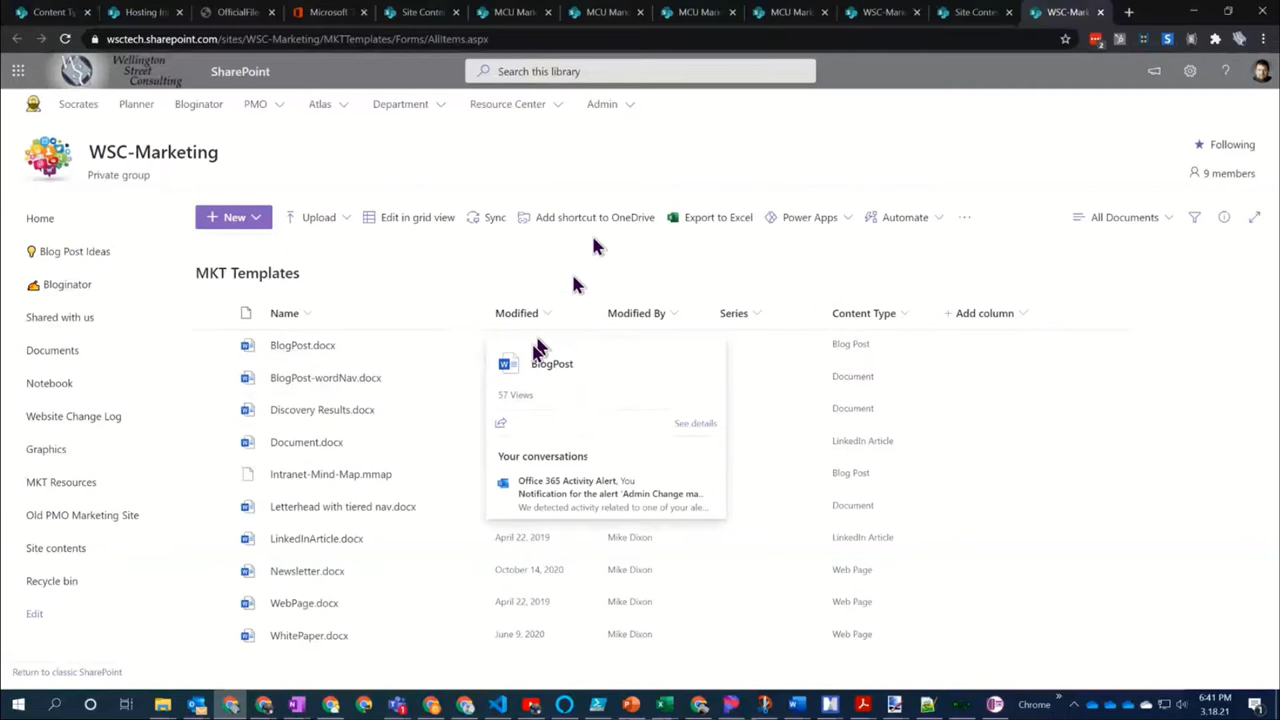 Content T
Hosting In
OfficialFile
Microsoft
Site Conte
MCU Mar
MCU Mar
MCU Mar
MCU Mar
WSC-Mark
Site Conte
WSC-Mark
wsctech.sharepoint.com/sites/WSC-Marketing/MKTTemplates/Forms/AllItems.aspx
Wellington
Street
Consulting
SharePoint
Search this library
Socrates
Planner
Bloginator
PMO
Atlas
Department
Resource Center
Admin
WSC-Marketing
Private group
Following
9 members
New
Upload
Edit in grid view
Sync
Add shortcut to OneDrive
Export to Excel
Power Apps
Automate
All Documents
Home
Blog Post Ideas
Bloginator
Shared with us
Documents
Notebook
Website Change Log
Graphics
MKT Resources
Old PMO Marketing Site
Site contents
Recycle bin
Edit
Return to classic SharePoint
MKT Templates
Name Modified Modified By Series Content Type + Add column
BlogPost.docx Blog Post
BlogPost-wordNav.docx Document
Discovery Results.docx Document
Document.docx LinkedIn Article
Intranet-Mind-Map.mmap Blog Post
Letterhead with tiered nav.docx Document
LinkedInArticle.docx April 22, 2019 Mike Dixon LinkedIn Article
Newsletter.docx October 14, 2020 Mike Dixon Web Page
WebPage.docx April 22, 2019 Mike Dixon Web Page
WhitePaper.docx June 9, 2020 Mike Dixon Web Page
BlogPost
57 Views
See details
Your conversations
Office 365 Activity Alert, You
Notification for the alert 'Admin Change ma..
We detected activity related to one of your ale...
Chrome
6:41 PM
3.18.21